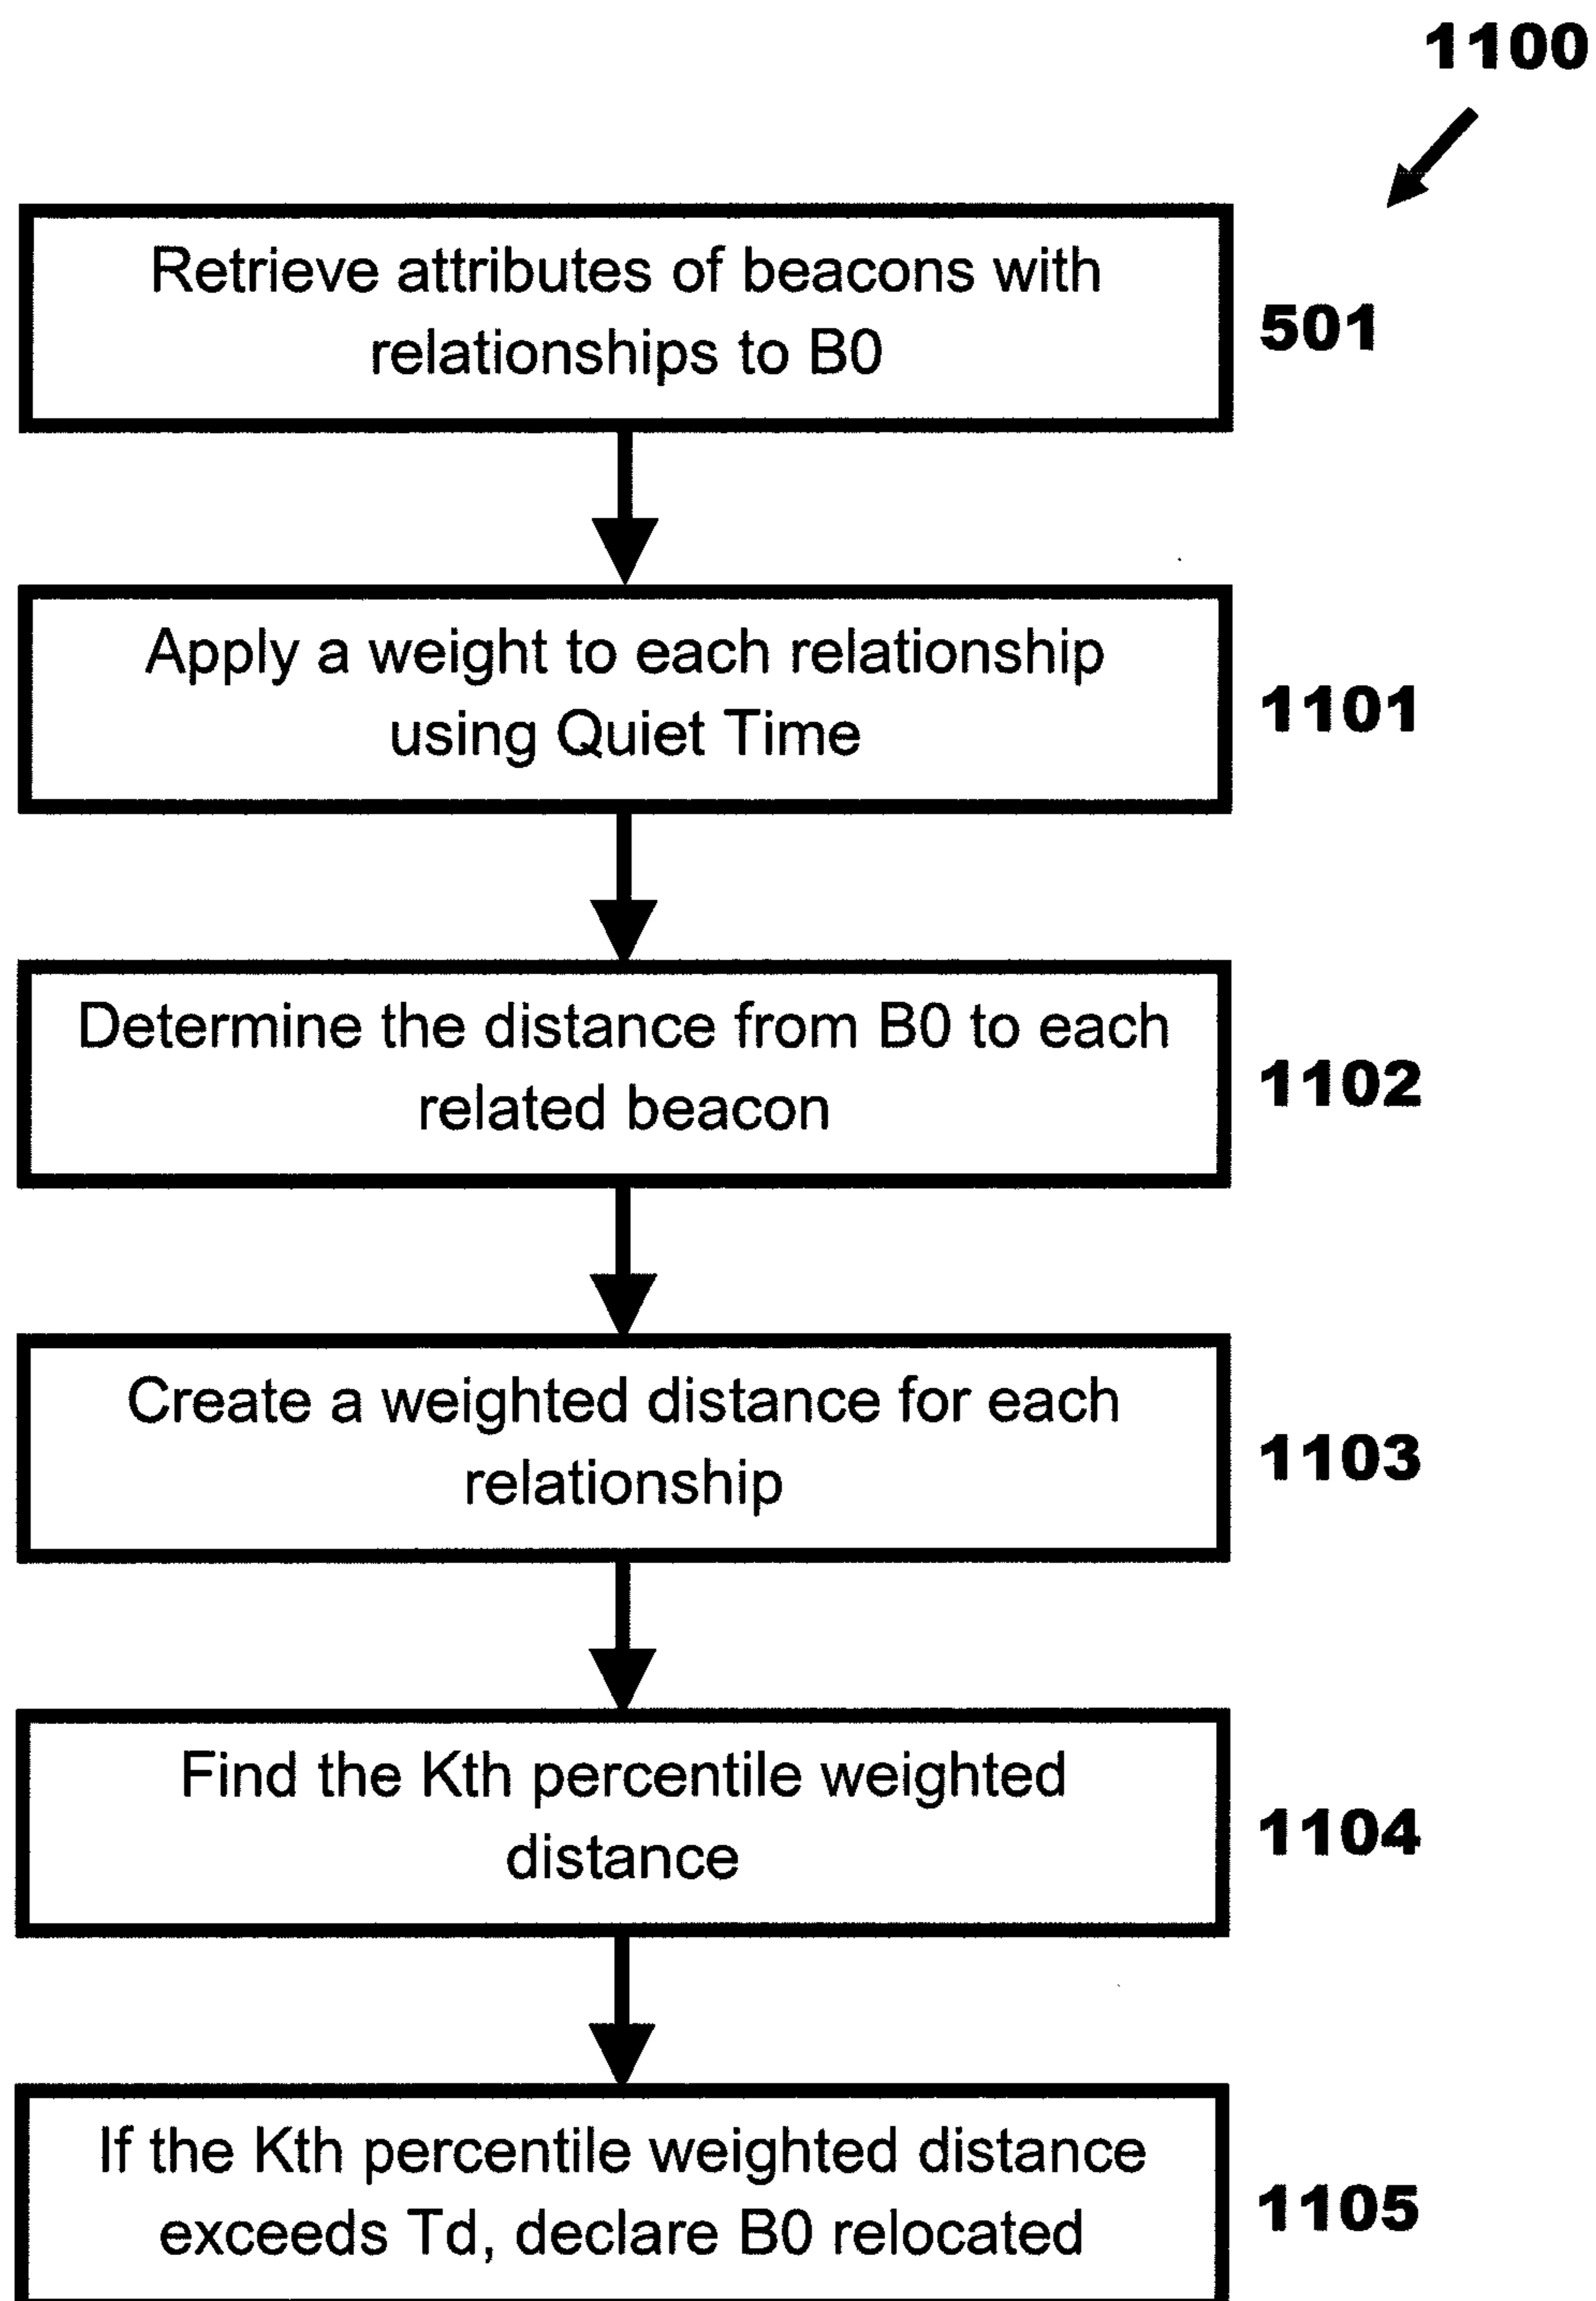 1100
Retrieve attributes of beacons with
relationships to B0
501
Apply a weight to each relationship
using Quiet Time
1101
Determine the distance from B0 to each
related beacon
1102
Create a weighted distance for each
relationship
1103
Find the Kth percentile weighted
distance
1104
If the Kth percentile weighted distance
exceeds Td, declare B0 relocated
1105